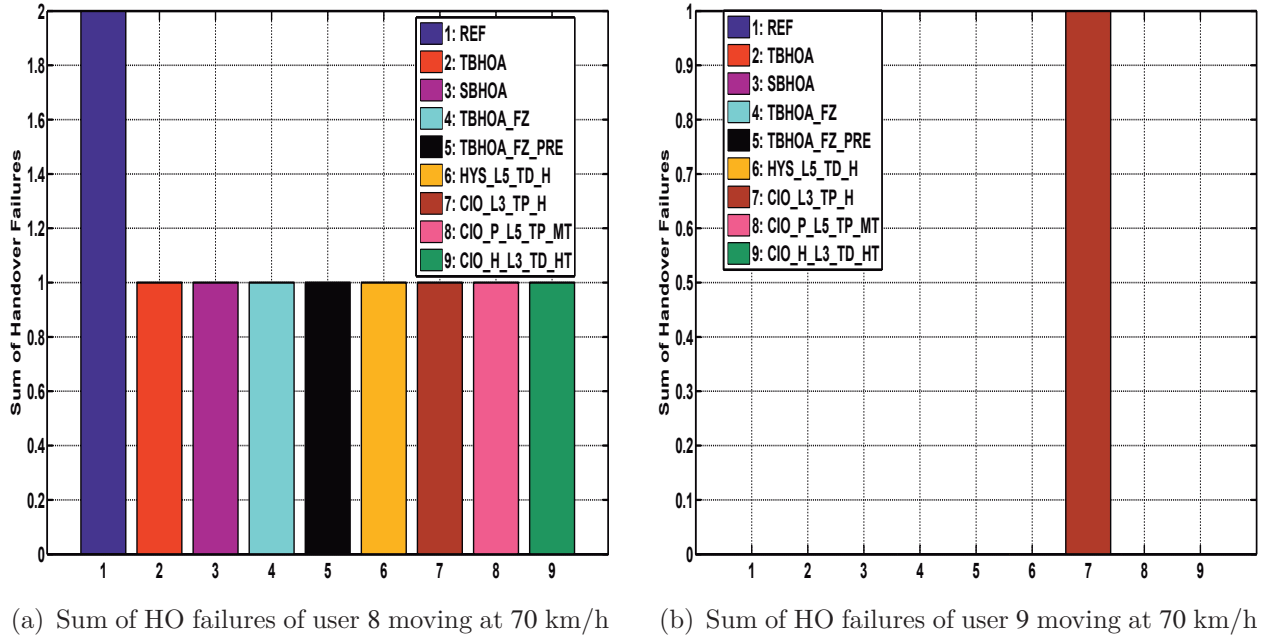 Sum of Handover Failures
2
1.8
1.6
1.4
1.2
1
0.8
0.6
0.4
0.2
0
1 2 3 4 5 6 7 8 9
1: REF
2: TBHOA
3: SBHOA
4: TBHOA_FZ
5: TBHOA_FZ_PRE
6: HYS_L5_TD_H
7: CIO_L3_TP_H
8: CIO_P_L5_TP_MT
9: CIO_H_L3_TD_HT
(a) Sum of HO failures of user 8 moving at 70 km/h
Sum of Handover Failures
1
0.9
0.8
0.7
0.6
0.5
0.4
0.3
0.2
0.1
0
1 2 3 4 5 6 7 8 9
1: REF
2: TBHOA
3: SBHOA
4: TBHOA_FZ
5: TBHOA_FZ_PRE
6: HYS_L5_TD_H
7: CIO_L3_TP_H
8: CIO_P_L5_TP_MT
9: CIO_H_L3_TD_HT
(b) Sum of HO failures of user 9 moving at 70 km/h